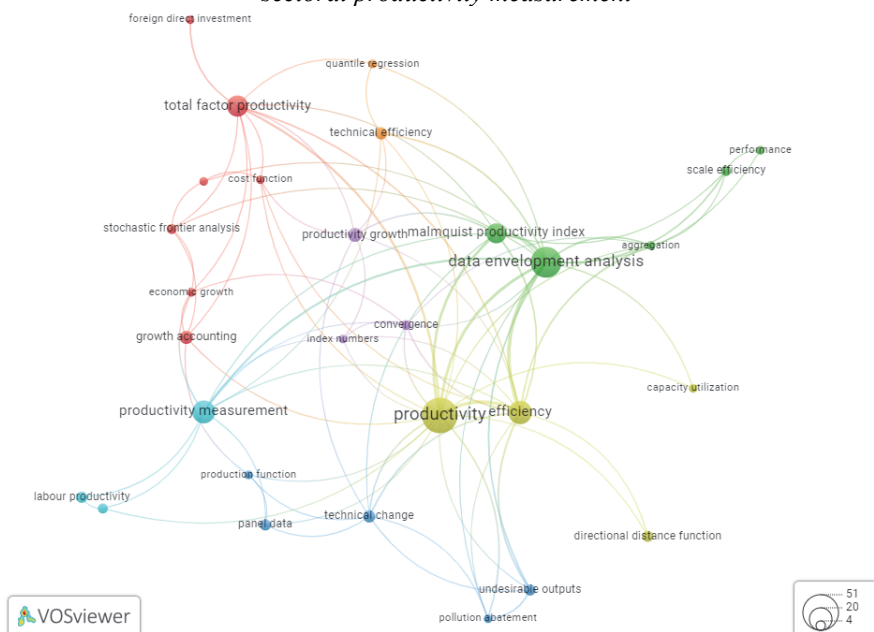 sectoral productivity measurement
foreign direct investment
quantile regression
total factor productivity
technical efficiency
performance
scale efficiency
cost function
stochastic frontier analysis
productivity growth
malmquist productivity index
aggregation
data envelopment analysis
economic growth
convergence
growth accounting
index numbers
capacity utilization
productivity measurement
productivity
efficiency
production function
labour productivity
panel data
technical change
directional distance function
undesirable outputs
pollution abatement
VOSviewer
51
20
4